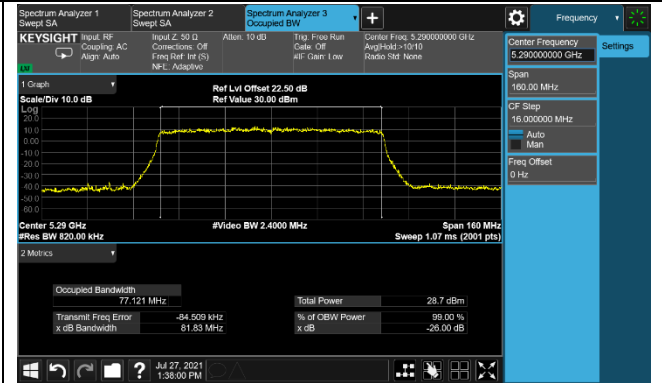 Spectrum Analyzer 1
Swept SA
Spectrum Analyzer 2
Swept SA
Spectrum Analyzer 3
Occupied BW
Frequency
KEYSIGHT
Input: RF
Coupling: AC
Align: Auto
Input Z: 50 Ω
Corrections: Off
Freq Ref: Int (S)
NFE: Adaptive
Atten: 10 dB
Trig: Free Run
Gate: Off
#IF Gain: Low
Center Freq: 5.290000000 GHz
Avg|Hold:>10/10
Radio Std: None
LW
1 Graph
Scale/Div 10.0 dB
Ref Lvl Offset 22.50 dB
Ref Value 30.00 dBm
Log
20.0
10.0
0.00
-10.0
-20.0
-30.0
-40.0
-50.0
-60.0
Center 5.29 GHz
#Res BW 820.00 kHz
#Video BW 2.4000 MHz
Span 160 MHz
Sweep 1.07 ms (2001 pts)
2 Metrics
Occupied Bandwidth
77.121 MHz
Total Power 28.7 dBm
Transmit Freq Error -84.509 kHz
% of OBW Power 99.00 %
x dB Bandwidth 81.83 MHz
x dB -26.00 dB
Center Frequency
5.290000000 GHz
Settings
Span
160.00 MHz
CF Step
16.000000 MHz
Auto
Man
Freq Offset
0 Hz
?
Jul 27, 2021
1:38:00 PM